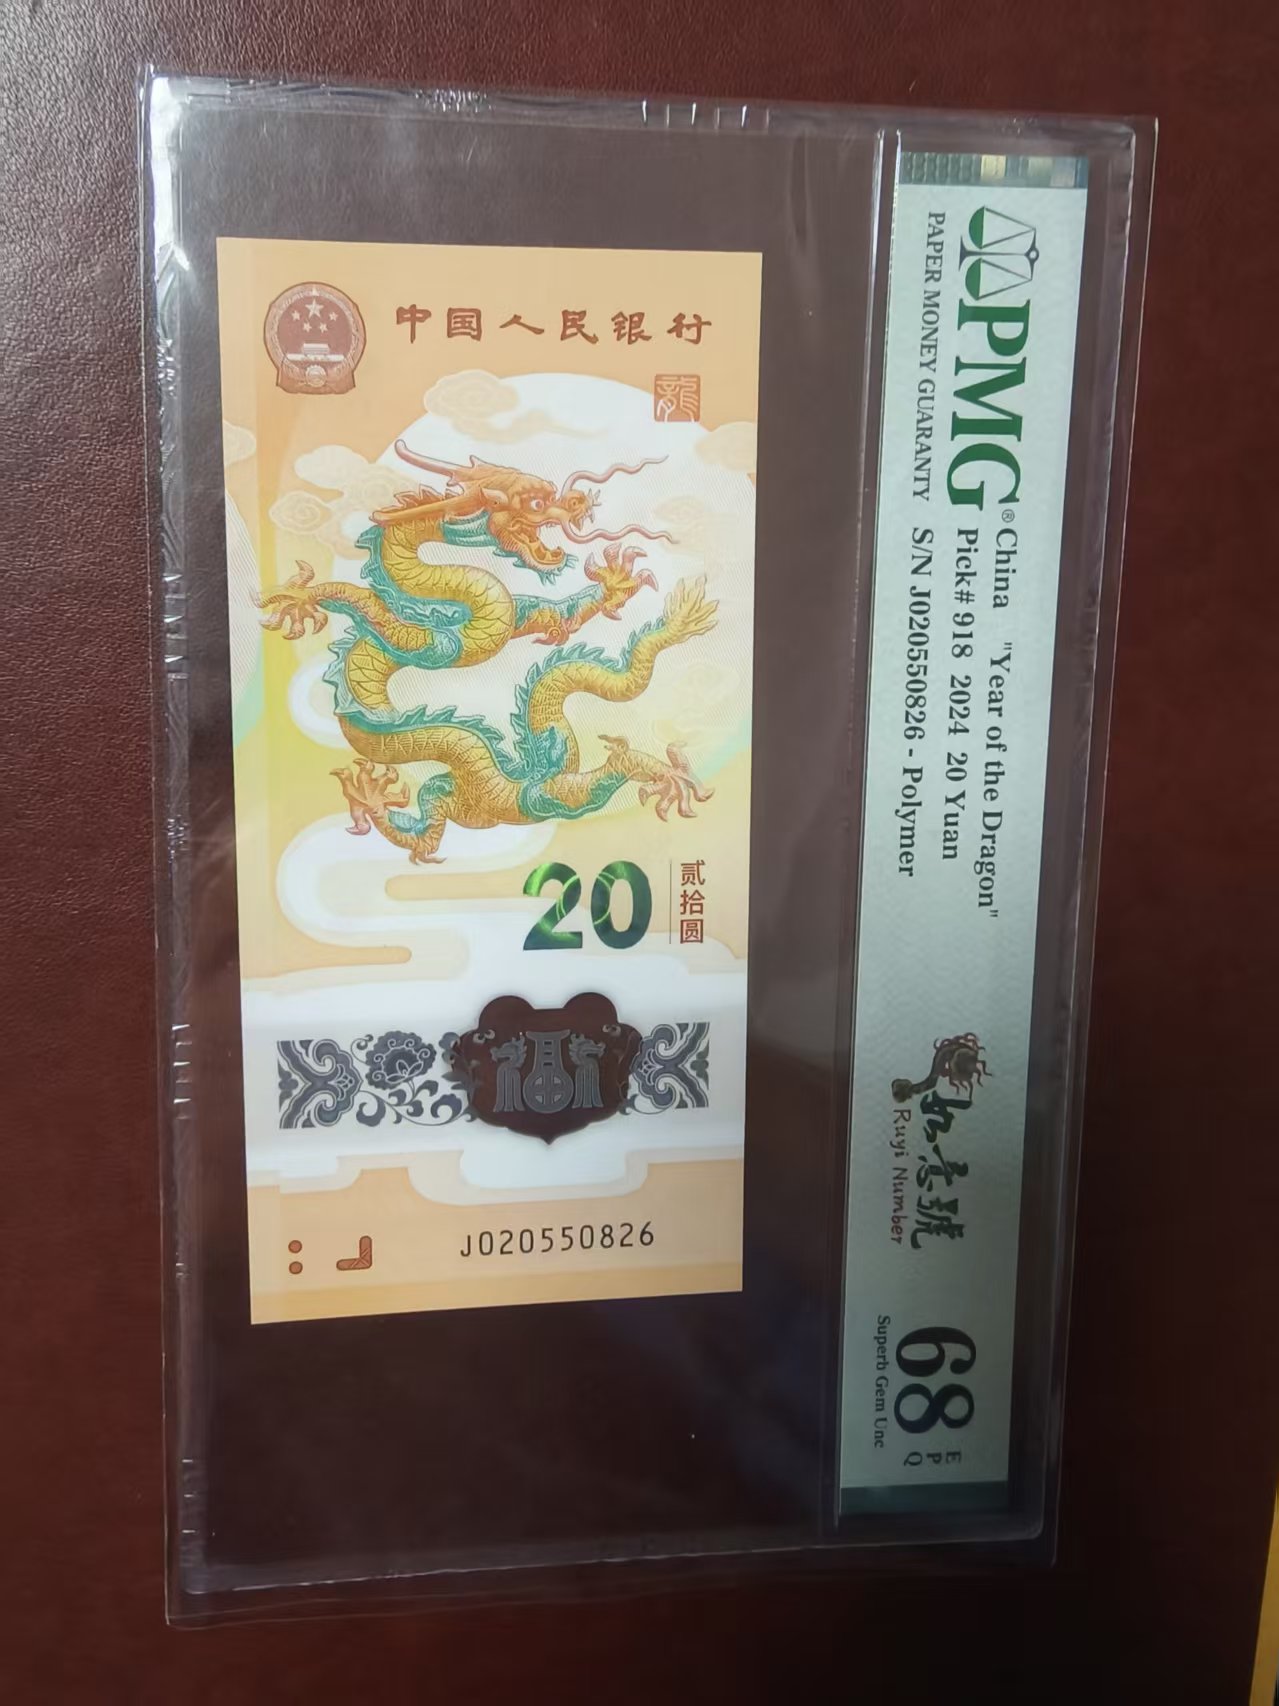 PMG®
PAPER MONEY GUARANTY
China "Year of the Dragon"
Pick# 918 2024 20 Yuan
S/N J020550826 - Polymer
如意號
Ruyi Number
68
EPQ
Superb Gem Unc
中国人民银行
龍
20
贰拾圆
福
J020550826